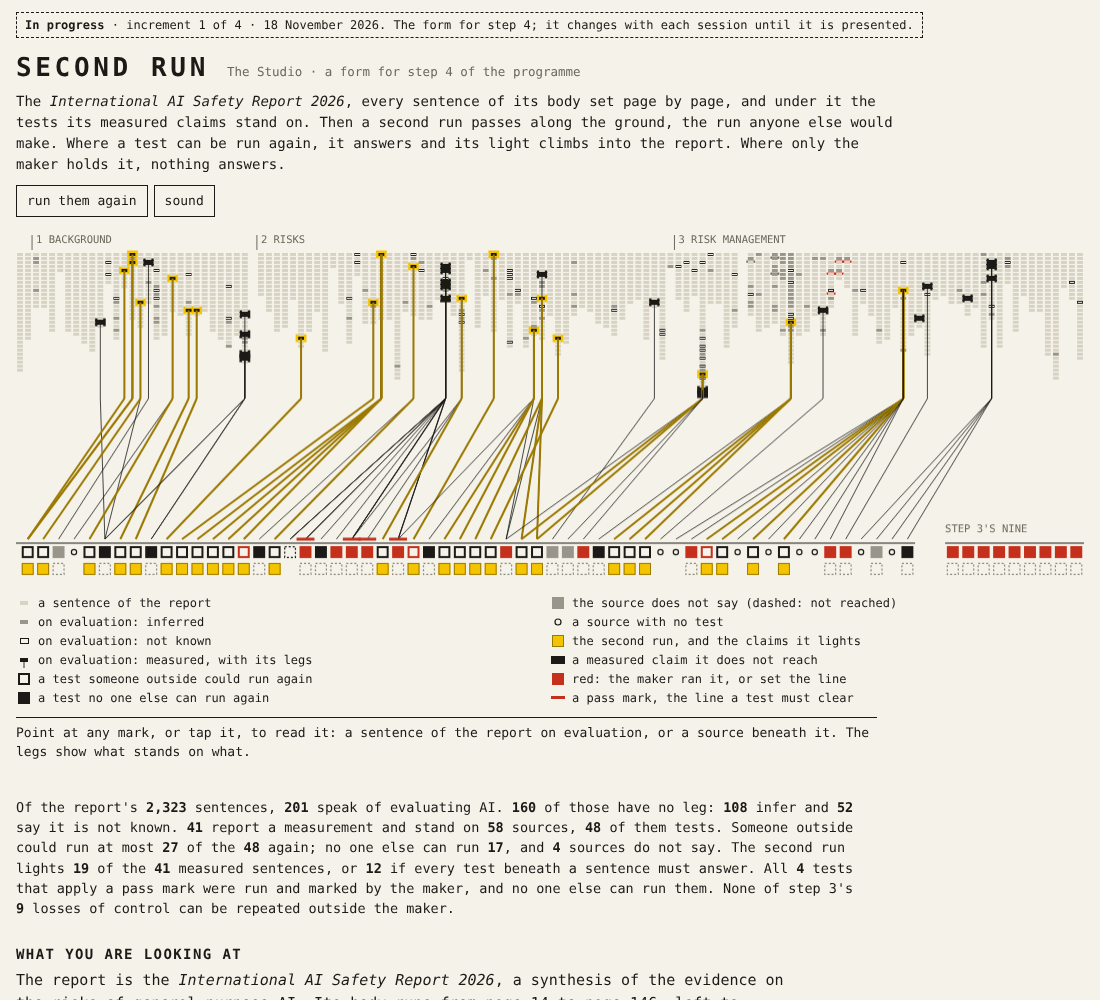 In progress · increment 1 of 4 · 18 November 2026. The form for step 4; it changes with each session until it is presented.
SECOND RUN The Studio · a form for step 4 of the programme
The International AI Safety Report 2026, every sentence of its body set page by page, and under it the
tests its measured claims stand on. Then a second run passes along the ground, the run anyone else would
make. Where a test can be run again, it answers and its light climbs into the report. Where only the
maker holds it, nothing answers.
run them again sound
1 BACKGROUND 2 RISKS 3 RISK MANAGEMENT
STEP 3'S NINE
a sentence of the report
on evaluation: inferred
on evaluation: not known
on evaluation: measured, with its legs
a test someone outside could run again
a test no one else can run again
the source does not say (dashed: not reached)
a source with no test
the second run, and the claims it lights
a measured claim it does not reach
red: the maker ran it, or set the line
a pass mark, the line a test must clear
Point at any mark, or tap it, to read it: a sentence of the report on evaluation, or a source beneath it. The
legs show what stands on what.
Of the report's 2,323 sentences, 201 speak of evaluating AI. 160 of those have no leg: 108 infer and 52
say it is not known. 41 report a measurement and stand on 58 sources, 48 of them tests. Someone outside
could run at most 27 of the 48 again; no one else can run 17, and 4 sources do not say. The second run
lights 19 of the 41 measured sentences, or 12 if every test beneath a sentence must answer. All 4 tests
that apply a pass mark were run and marked by the maker, and no one else can run them. None of step 3's
9 losses of control can be repeated outside the maker.
WHAT YOU ARE LOOKING AT
The report is the International AI Safety Report 2026, a synthesis of the evidence on